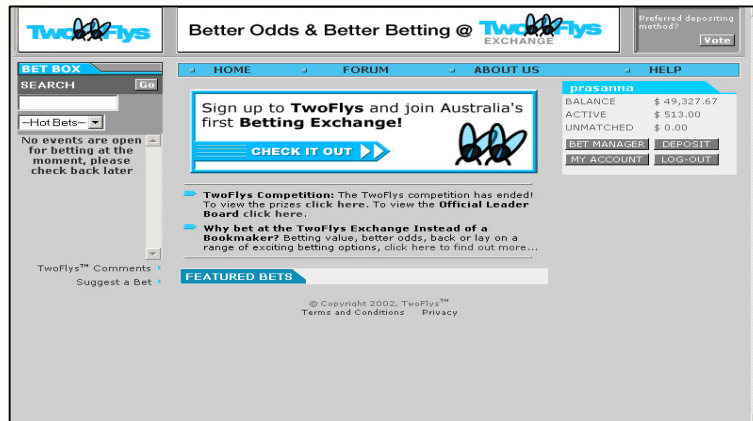 TwoFlys
Better Odds & Better Betting @ TwoFlys
EXCHANGE
Preferred depositing
method?
Vote
BET BOX
SEARCH Go
--Hot Bets--
No events are open
for betting at the
moment, please
check back later
TwoFlys™ Comments
Suggest a Bet
HOME FORUM ABOUT US HELP
Sign up to TwoFlys and join Australia's
first Betting Exchange!
CHECK IT OUT
TwoFlys Competition: The TwoFlys competition has ended!
To view the prizes click here. To view the Official Leader
Board click here.
Why bet at the TwoFlys Exchange Instead of a
Bookmaker? Betting value, better odds, back or lay on a
range of exciting betting options, click here to find out more...
FEATURED BETS
© Copyright 2002, TwoFlys™
Terms and Conditions Privacy
prasanna
BALANCE $ 49,327.67
ACTIVE $ 513.00
UNMATCHED $ 0.00
BET MANAGER DEPOSIT
MY ACCOUNT LOG-OUT